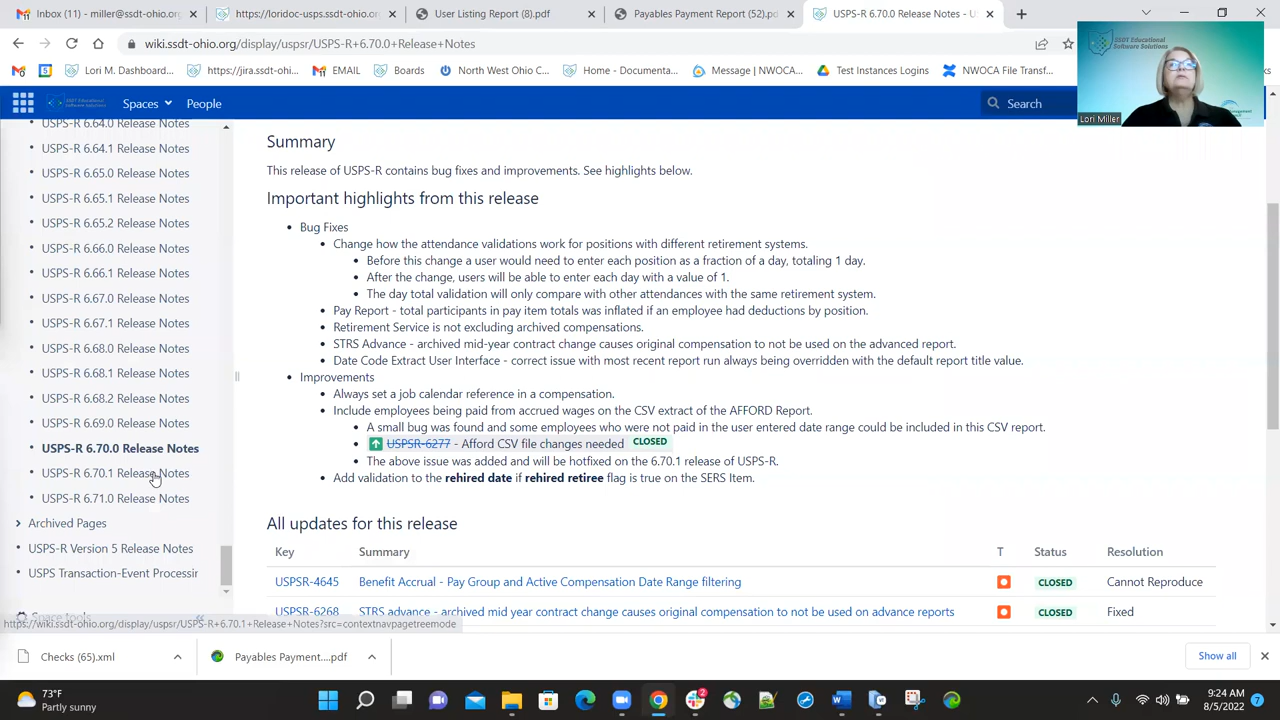 Inbox (11) - milleri@ssdt-ohio.org
https://loridoc-usps.ssdt-ohio.org
User Listing Report (8).pdf
Payables Payment Report (52).pdf
USPS-R 6.70.0 Release Notes - U
wiki.ssdt-ohio.org/display/uspsr/USPS-R+6.70.0+Release+Notes
Lori M. Dashboard...
https://jira.ssdt-ohi...
EMAIL
Boards
North West Ohio C...
Home - Documenta...
Message | NWOCA...
Test Instances Logins
NWOCA File Transf...
Spaces
People
Search
SSDT Educational
Software Solutions
Lori Miller
USPS-R 6.64.0 Release Notes
USPS-R 6.64.1 Release Notes
USPS-R 6.65.0 Release Notes
USPS-R 6.65.1 Release Notes
USPS-R 6.65.2 Release Notes
USPS-R 6.66.0 Release Notes
USPS-R 6.66.1 Release Notes
USPS-R 6.67.0 Release Notes
USPS-R 6.67.1 Release Notes
USPS-R 6.68.0 Release Notes
USPS-R 6.68.1 Release Notes
USPS-R 6.68.2 Release Notes
USPS-R 6.69.0 Release Notes
USPS-R 6.70.0 Release Notes
USPS-R 6.70.1 Release Notes
USPS-R 6.71.0 Release Notes
Archived Pages
USPS-R Version 5 Release Notes
USPS Transaction-Event Processir
Space tools
https://wiki.ssdt-ohio.org/display/uspsr/USPS-R+6.70.1+Release+Notes?src=contextnavpagetreemode
Summary
This release of USPS-R contains bug fixes and improvements. See highlights below.
Important highlights from this release
Bug Fixes
Change how the attendance validations work for positions with different retirement systems.
Before this change a user would need to enter each position as a fraction of a day, totaling 1 day.
After the change, users will be able to enter each day with a value of 1.
The day total validation will only compare with other attendances with the same retirement system.
Pay Report - total participants in pay item totals was inflated if an employee had deductions by position.
Retirement Service is not excluding archived compensations.
STRS Advance - archived mid-year contract change causes original compensation to not be used on the advanced report.
Date Code Extract User Interface - correct issue with most recent report run always being overridden with the default report title value.
Improvements
Always set a job calendar reference in a compensation.
Include employees being paid from accrued wages on the CSV extract of the AFFORD Report.
A small bug was found and some employees who were not paid in the user entered date range could be included in this CSV report.
USPSR-6277 - Afford CSV file changes needed CLOSED
The above issue was added and will be hotfixed on the 6.70.1 release of USPS-R.
Add validation to the rehired date if rehired retiree flag is true on the SERS Item.
All updates for this release
Key Summary T Status Resolution
USPSR-4645 Benefit Accrual - Pay Group and Active Compensation Date Range filtering CLOSED Cannot Reproduce
USPSR-6268 STRS advance - archived mid year contract change causes original compensation to not be used on advance reports CLOSED Fixed
Checks (65).xml
Payables Payment....pdf
Show all
73°F
Partly sunny
9:24 AM
8/5/2022